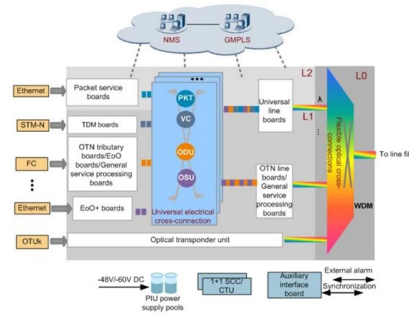 NMS
GMPLS
L2
L0
Ethernet
Packet service
boards
PKT
Universal
line
boards
λ
L1
STM-N
TDM boards
VC
Flexible optical cross-
connections
To line fi
FC
OTN tributary
boards/EoO
boards/General
service processing
boards
ODU
OTN line
boards/
General
service
processing
boards
OSU
Ethernet
EoO+ boards
Universal electrical
cross-connection
WDM
OTUk
Optical transponder unit
-48V/-60V DC
PIU power
supply pools
1+1 SCC/
CTU
Auxiliary
interface
board
External alarm
Synchronization